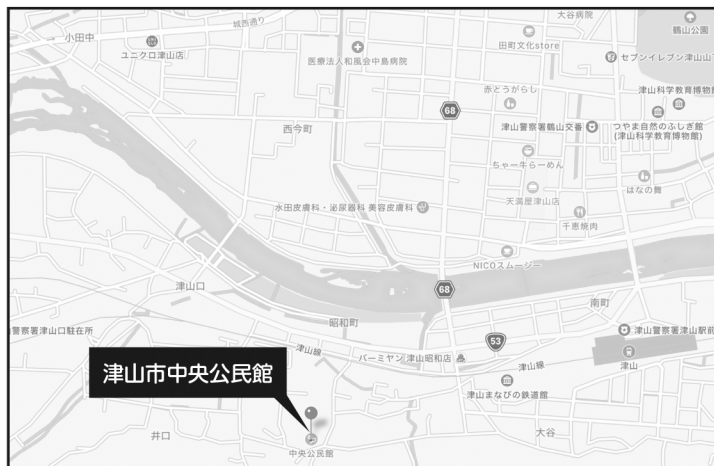 大谷病院
城西通り
小田中
鶴山公園
田町文化store
ユニクロ津山店
医療法人和風会中島病院
セブンイレブン津山山下
赤とうがらし
津山科学教育博物館
68
西今町
津山警察署鶴山交番
つやま自然のふしぎ館
(津山科学教育博物館)
ちゃー牛らーめん
はなの舞
天満屋津山店
水田皮膚科・泌尿器科 美容皮膚科
千恵焼肉
NICOスムージー
津山口
68
南町
昭和町
警察署津山口駐在所
津山警察署津山駅前
53
津山線
バーミヤン 津山昭和店
津山線
津山
津山市中央公民館
津山まなびの鉄道館
井口
大谷
中央公民館